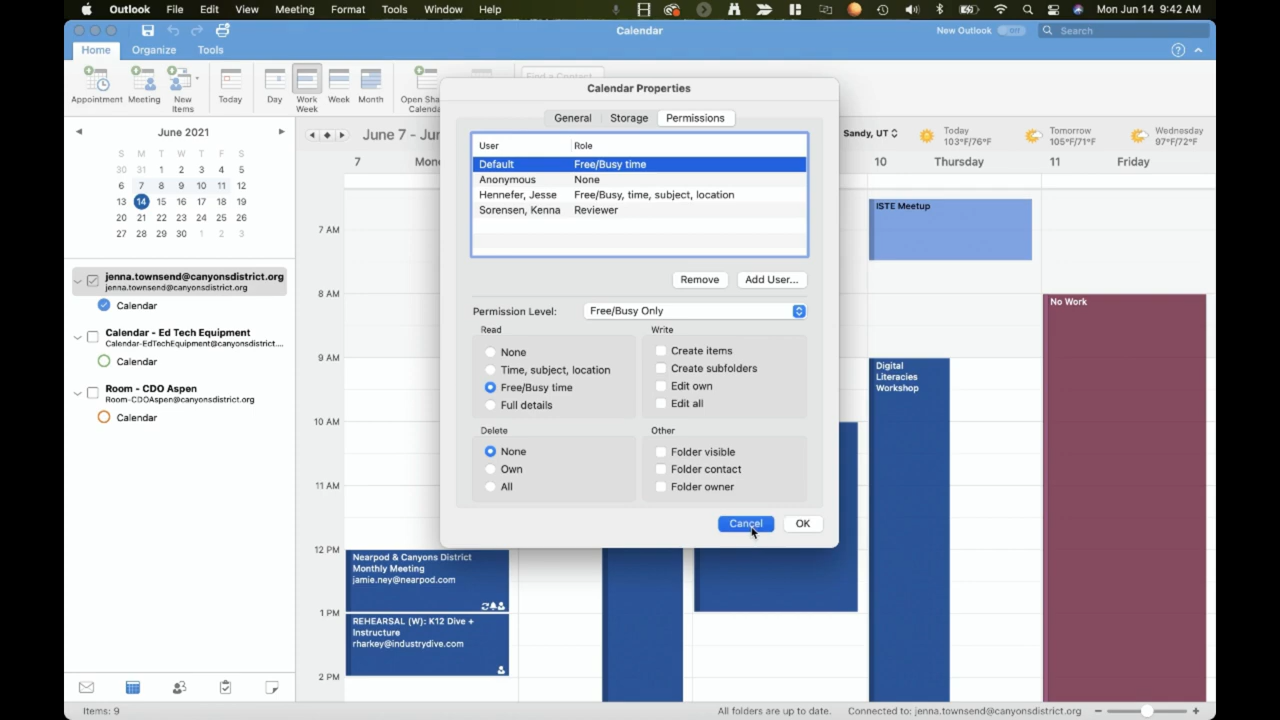 Outlook File Edit View Meeting Format Tools Window Help Mon Jun 14 9:42 AM
Calendar New Outlook Search
Home Organize Tools
Appointment Meeting New Items Today Day Work Week Week Month Open Sha Calenda Find a Contact
June 2021
S M T W T F S
30 31 1 2 3 4 5
6 7 8 9 10 11 12
13 14 15 16 17 18 19
20 21 22 23 24 25 26
27 28 29 30 1 2 3
jenna.townsend@canyonsdistrict.org
jenna.townsend@canyonsdistrict.org
Calendar
Calendar - Ed Tech Equipment
Calendar-EdTechEquipment@canyonsdistrict....
Calendar
Room - CDO Aspen
Room-CDOAspen@canyonsdistrict.org
Calendar
June 7 - Jun
Sandy, UT
Today
103°F/76°F
Tomorrow
105°F/71°F
Wednesday
97°F/72°F
7 Mon 10 Thursday 11 Friday
7 AM
8 AM
9 AM
10 AM
11 AM
12 PM
1 PM
2 PM
ISTE Meetup
No Work
Digital
Literacies
Workshop
Nearpod & Canyons District
Monthly Meeting
jamie.ney@nearpod.com
REHEARSAL (W): K12 Dive +
Instructure
rharkey@industrydive.com
Calendar Properties
General Storage Permissions
User Role
Default Free/Busy time
Anonymous None
Hennefer, Jesse Free/Busy, time, subject, location
Sorensen, Kenna Reviewer
Remove Add User...
Permission Level: Free/Busy Only
Read
None
Time, subject, location
Free/Busy time
Full details
Write
Create items
Create subfolders
Edit own
Edit all
Delete
None
Own
All
Other
Folder visible
Folder contact
Folder owner
Cancel OK
Items: 9 All folders are up to date. Connected to: jenna.townsend@canyonsdistrict.org